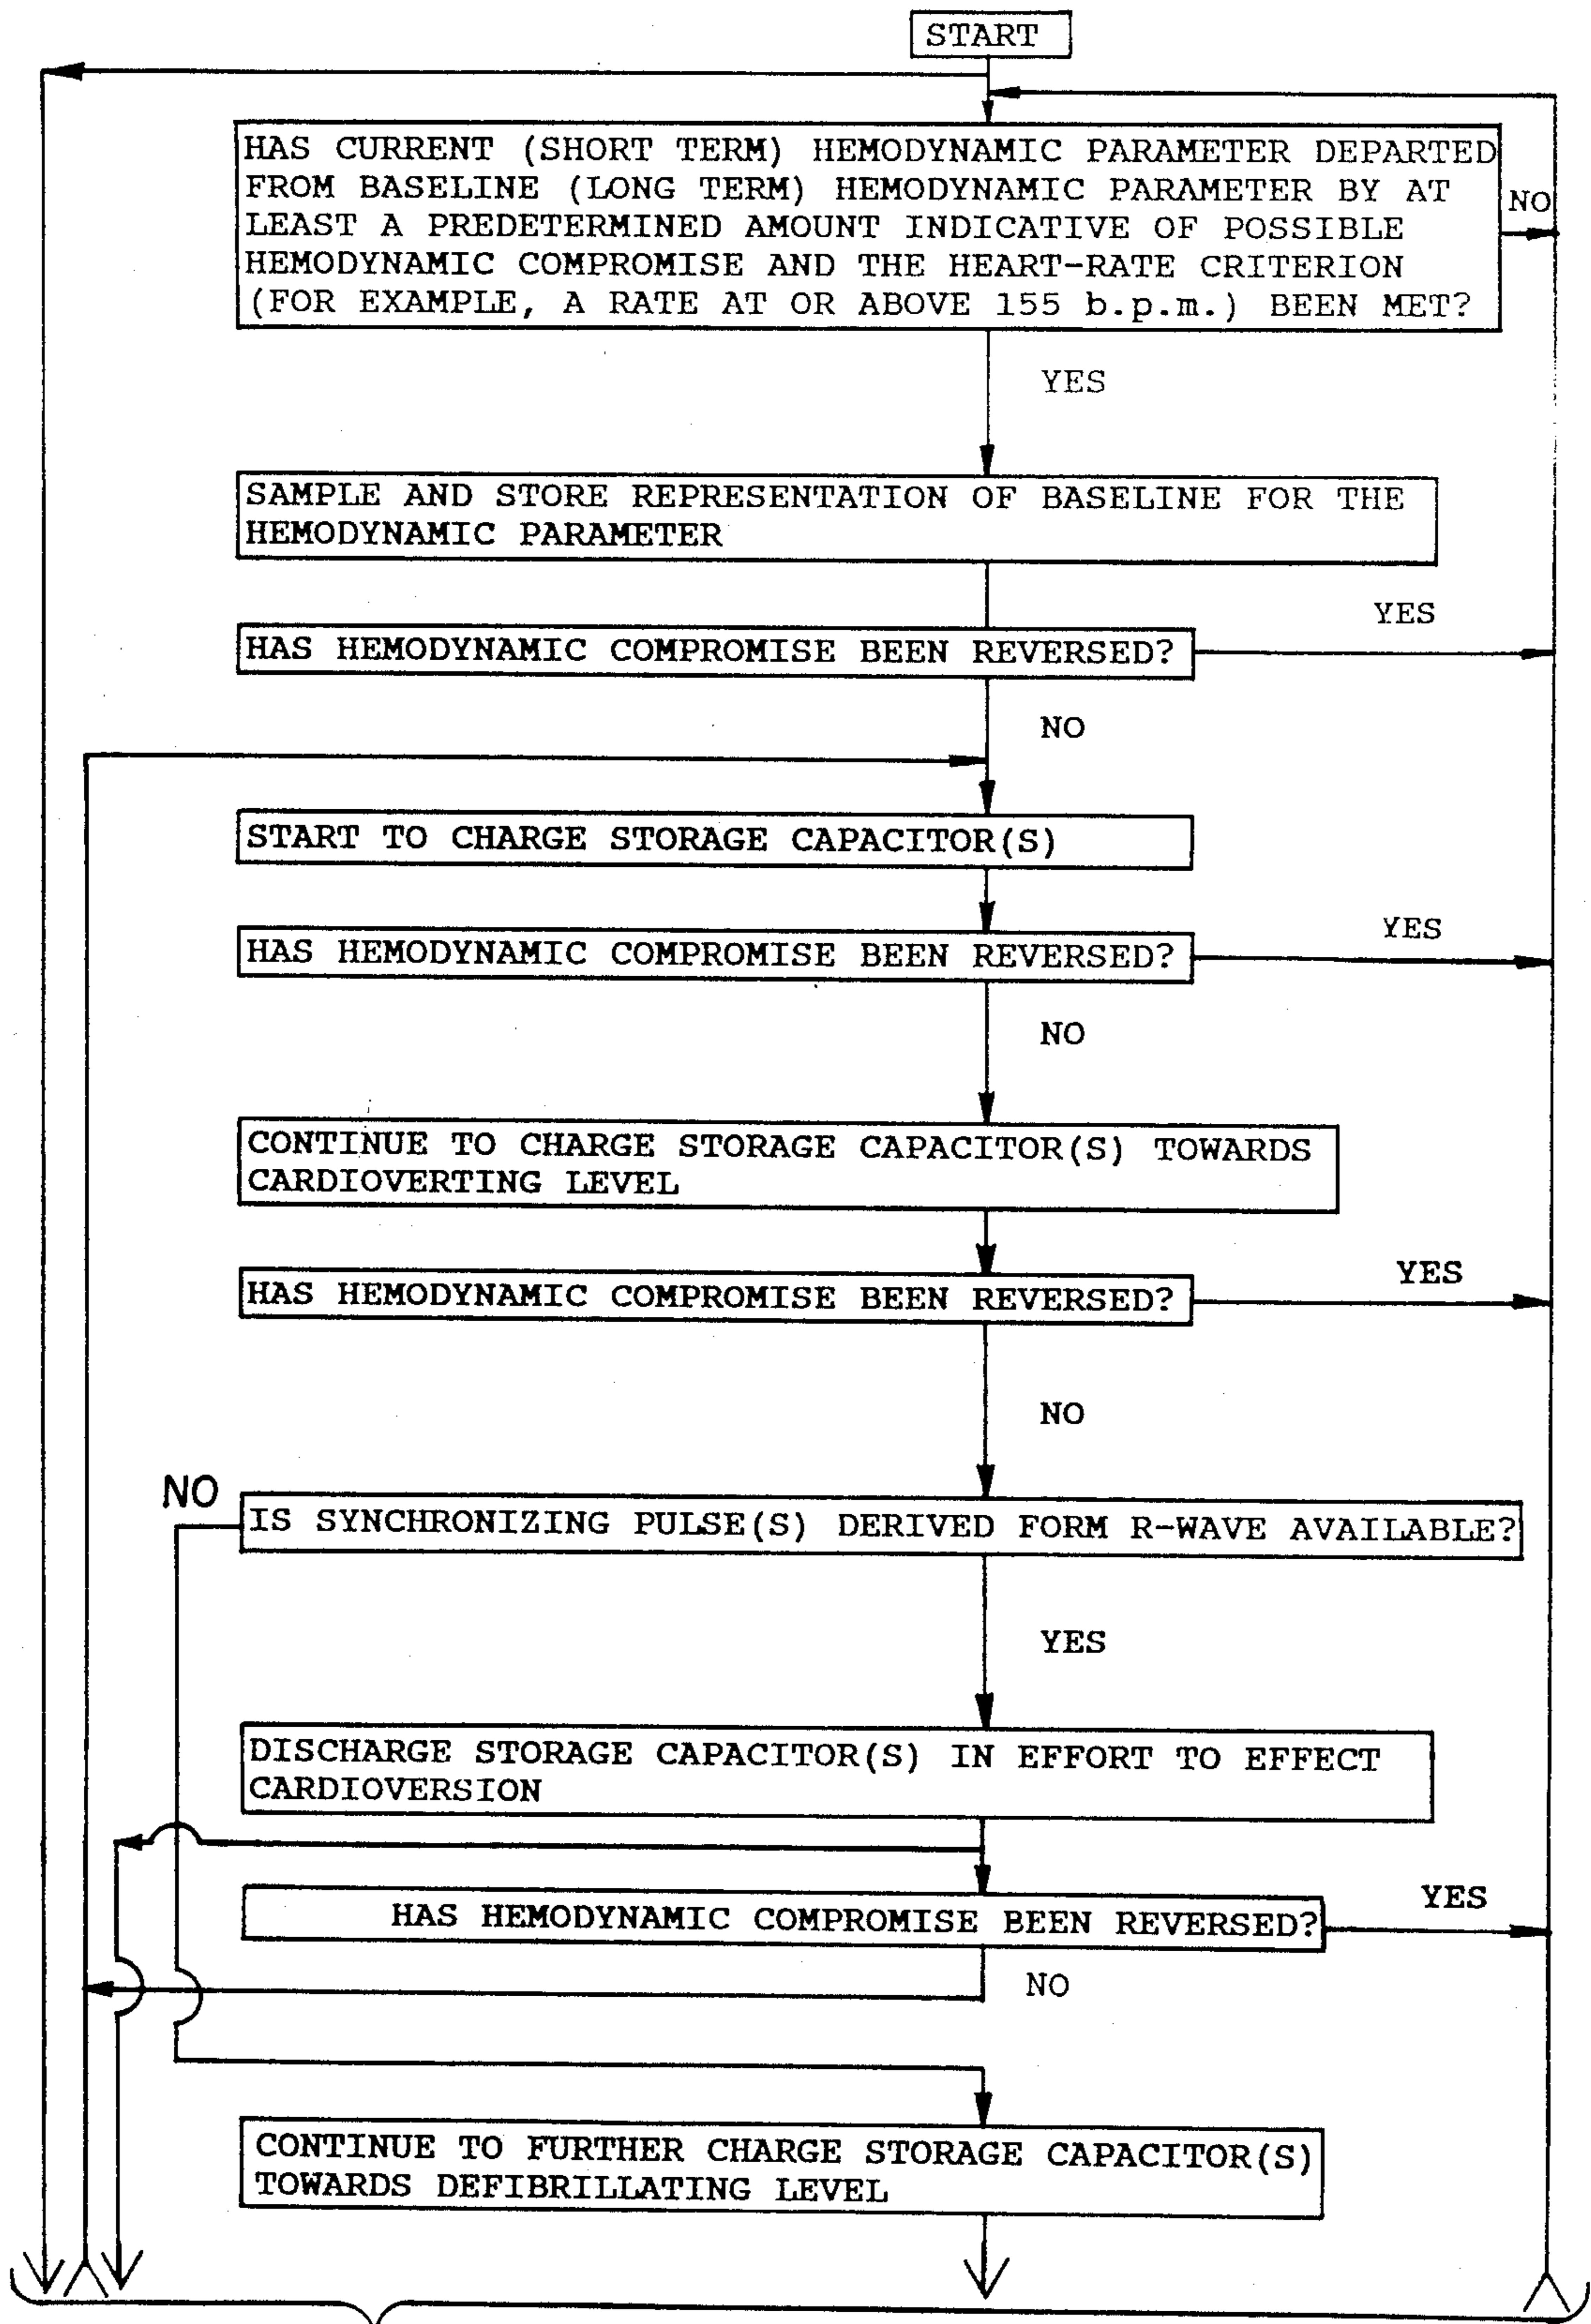 START
HAS CURRENT (SHORT TERM) HEMODYNAMIC PARAMETER DEPARTED
FROM BASELINE (LONG TERM) HEMODYNAMIC PARAMETER BY AT
LEAST A PREDETERMINED AMOUNT INDICATIVE OF POSSIBLE
HEMODYNAMIC COMPROMISE AND THE HEART-RATE CRITERION
(FOR EXAMPLE, A RATE AT OR ABOVE 155 b.p.m.) BEEN MET?
NO
YES
SAMPLE AND STORE REPRESENTATION OF BASELINE FOR THE
HEMODYNAMIC PARAMETER
YES
HAS HEMODYNAMIC COMPROMISE BEEN REVERSED?
NO
START TO CHARGE STORAGE CAPACITOR(S)
YES
HAS HEMODYNAMIC COMPROMISE BEEN REVERSED?
NO
CONTINUE TO CHARGE STORAGE CAPACITOR(S) TOWARDS
CARDIOVERTING LEVEL
YES
HAS HEMODYNAMIC COMPROMISE BEEN REVERSED?
NO
NO
IS SYNCHRONIZING PULSE(S) DERIVED FORM R-WAVE AVAILABLE?
YES
DISCHARGE STORAGE CAPACITOR(S) IN EFFORT TO EFFECT
CARDIOVERSION
YES
HAS HEMODYNAMIC COMPROMISE BEEN REVERSED?
NO
CONTINUE TO FURTHER CHARGE STORAGE CAPACITOR(S)
TOWARDS DEFIBRILLATING LEVEL